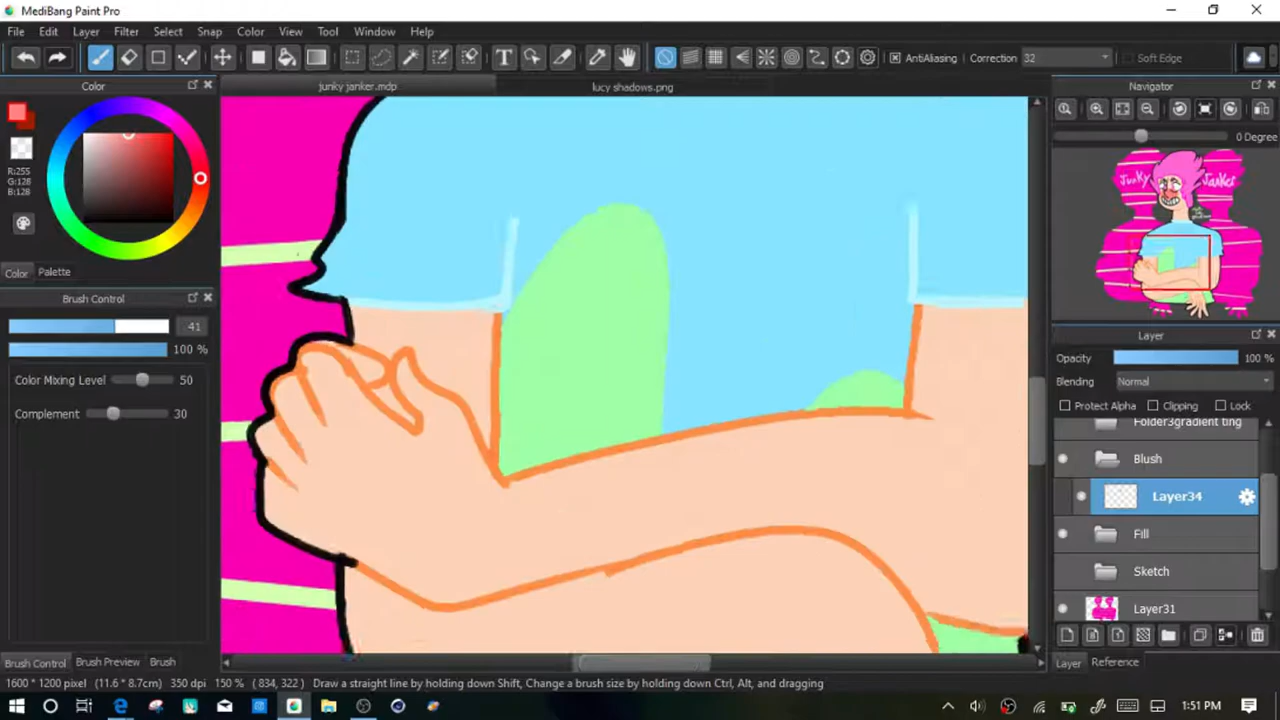 MediBang Paint Pro
File Edit Layer Filter Select Snap Color View Tool Window Help
AntiAliasing Correction 32 Soft Edge
Color junky janker.mdp lucy shadows.png Navigator
R:255
G:128
B:128
0 Degree
Junky Janker
Color Palette
Brush Control
41
100 %
Color Mixing Level 50
Complement 30
Layer
Opacity 100 %
Blending Normal
Protect Alpha Clipping Lock
Folder3gradient ting
Blush
Layer34
Fill
Sketch
Layer31
Brush Control Brush Preview Brush
Layer Reference
1600 * 1200 pixel (11.6 * 8.7cm) 350 dpi 150 % ( 834, 322 ) Draw a straight line by holding down Shift, Change a brush size by holding down Ctrl, Alt, and dragging
1:51 PM